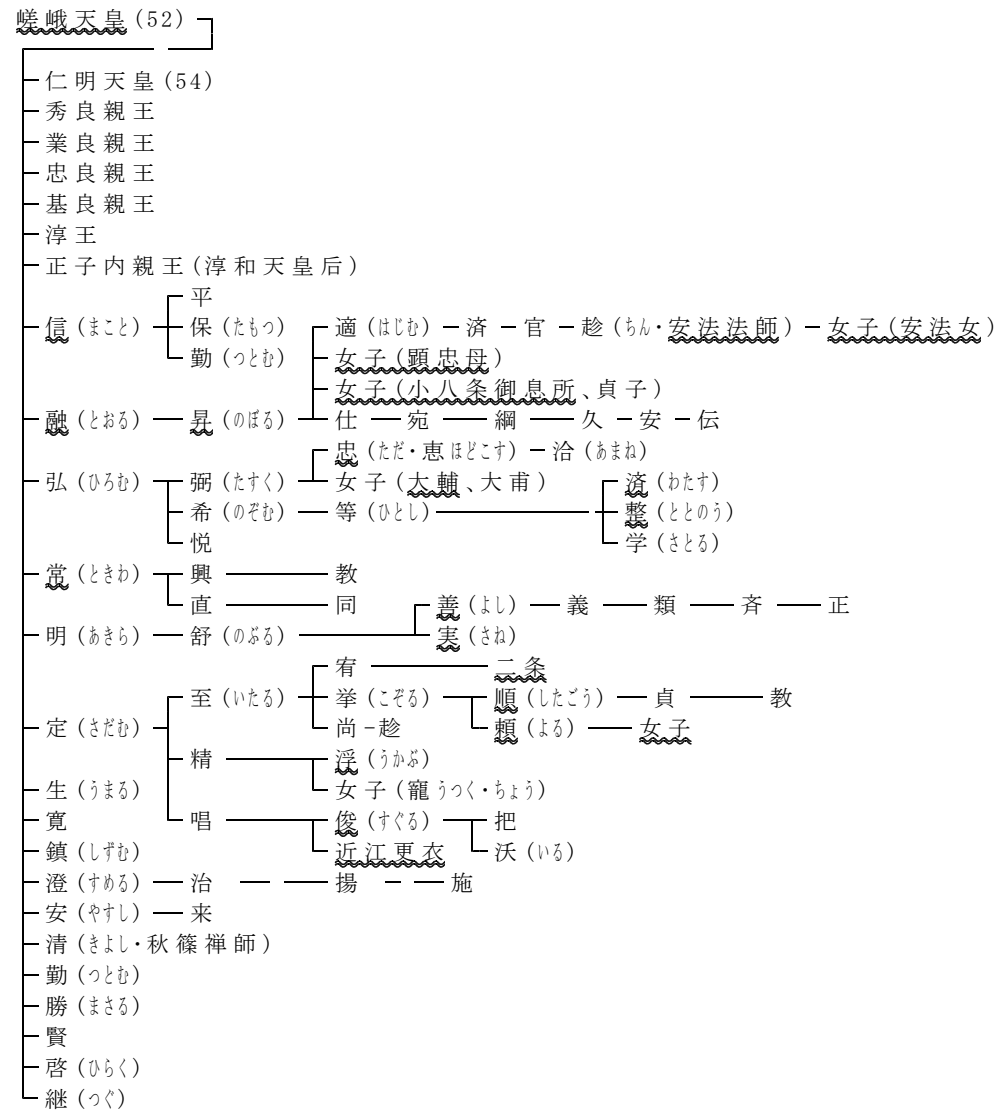 嵯峨天皇(52)
仁明天皇(54)
秀良親王
業良親王
忠良親王
基良親王
淳王
正子内親王(淳和天皇后)
平
信(まこと) 保(たもつ) 適(はじむ) 済 官 趁(ちん・安法法師) 女子(安法女)
勤(つとむ) 女子(顕忠母)
女子(小八条御息所、貞子)
融(とおる) 昇(のぼる) 仕 宛 綱 久 安 伝
忠(ただ・恵ほどこす) 洽(あまね)
弘(ひろむ) 弼(たすく) 女子(大輔、大甫) 済(わたす)
希(のぞむ) 等(ひとし) 整(ととのう)
悦 学(さとる)
常(ときわ) 興 教
直 同 善(よし) 義 類 斉 正
明(あきら) 舒(のぶる) 実(さね)
宥 二条
至(いたる) 挙(こぞる) 順(したごう) 貞 教
定(さだむ) 尚-趁 頼(よる) 女子
精 浮(うかぶ)
生(うまる) 女子(寵うつく・ちょう)
寛 唱 俊(すぐる) 把
鎮(しずむ) 近江更衣 沃(いる)
澄(すめる) 治 揚 施
安(やすし) 来
清(きよし・秋篠禅師)
勤(つとむ)
勝(まさる)
賢
啓(ひらく)
継(つぐ)